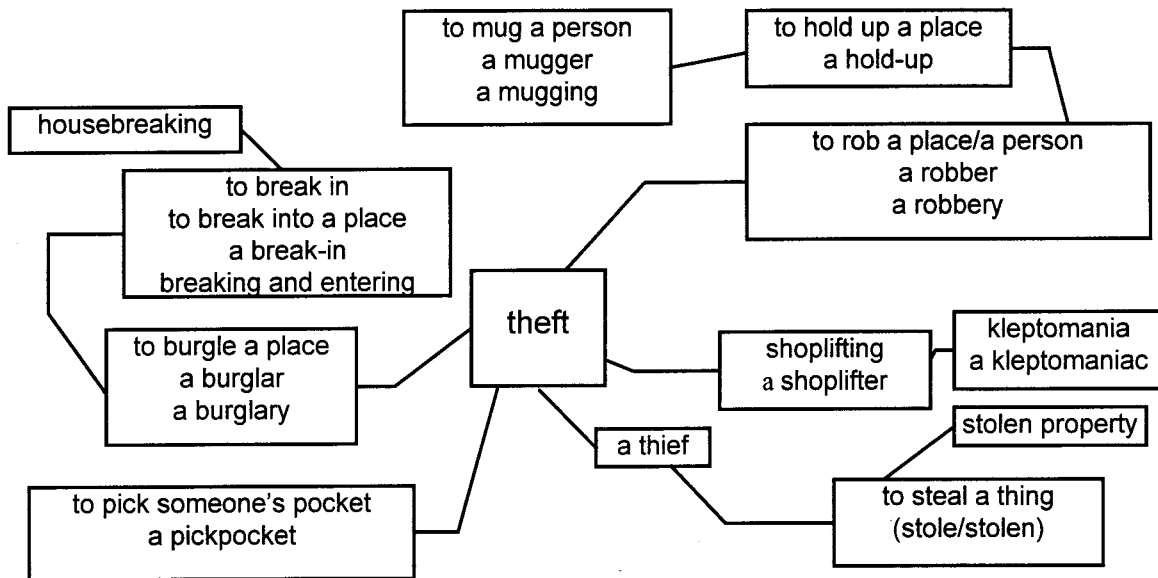 to mug a person
a mugger
a mugging
to hold up a place
a hold-up
housebreaking
to rob a place/a person
a robber
a robbery
to break in
to break into a place
a break-in
breaking and entering
theft
to burgle a place
a burglar
a burglary
shoplifting
a shoplifter
kleptomania
a kleptomaniac
stolen property
a thief
to pick someone's pocket
a pickpocket
to steal a thing
(stole/stolen)